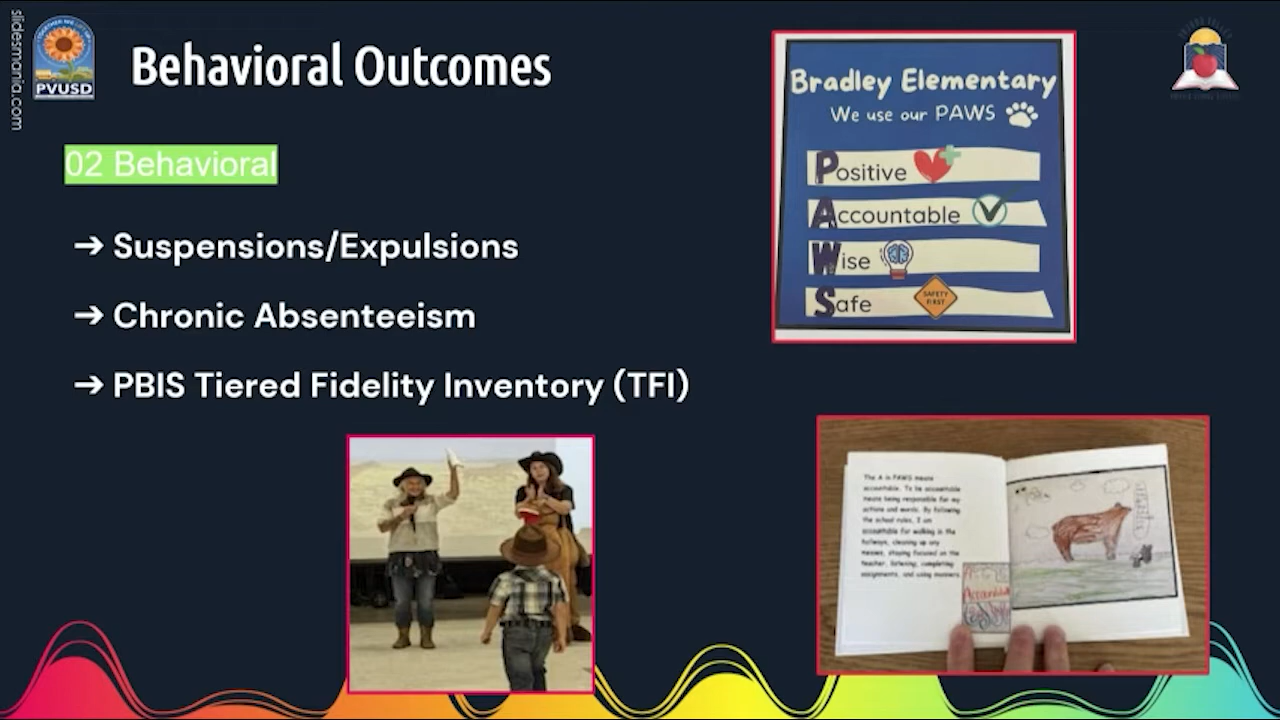 slidesmania.com
PVUSD
Behavioral Outcomes
02 Behavioral
➔ Suspensions/Expulsions
➔ Chronic Absenteeism
➔ PBIS Tiered Fidelity Inventory (TFI)
Bradley Elementary
We use our PAWS
Positive
Accountable
Wise
Safe
SAFETY
FIRST
The A in PAWS means
accountable. To be accountable
means being responsible for my
actions and words. By following
the school rules, I am
accountable for walking in the
hallways, cleaning up any
messes, staying focused on the
teacher, listening, completing
assignments, and using manners.